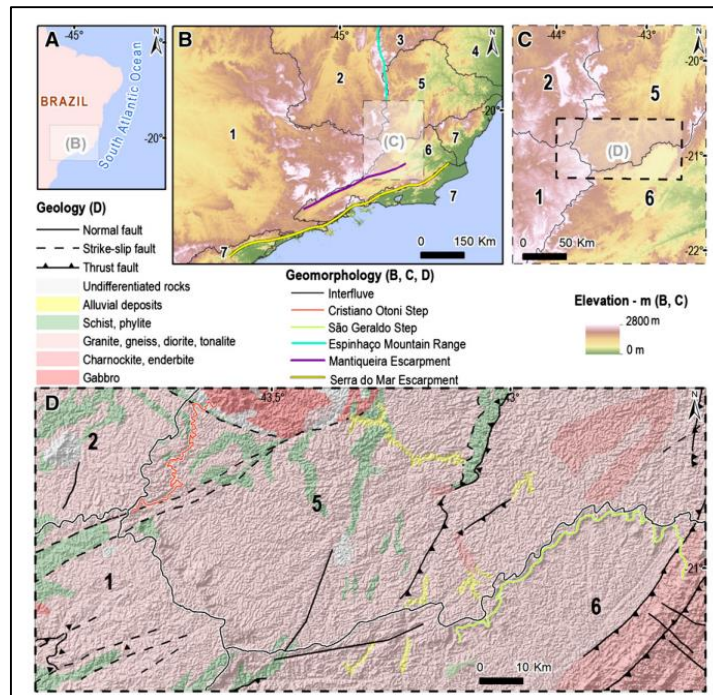 A
BRAZIL
(B)
South Atlantic Ocean
-20°
N
B
-45°
3
4
2
5
1
(C)
6
7
7
7
-20°
0 150 Km
N
C
-44°
-43°
2
5
(D)
-21°
1
6
-22°
0 50 Km
N
Geology (D)
Normal fault
Strike-slip fault
Thrust fault
Undifferentiated rocks
Alluvial deposits
Schist, phylite
Granite, gneiss, diorite, tonalite
Charnockite, enderbite
Gabbro
Geomorphology (B, C, D)
Interfluve
Cristiano Otoni Step
São Geraldo Step
Espinhaço Mountain Range
Mantiqueira Escarpment
Serra do Mar Escarpment
Elevation - m (B, C)
2800 m
0 m
D
-43,5°
-43°
N
2
5
1
6
-21°
0 10 Km